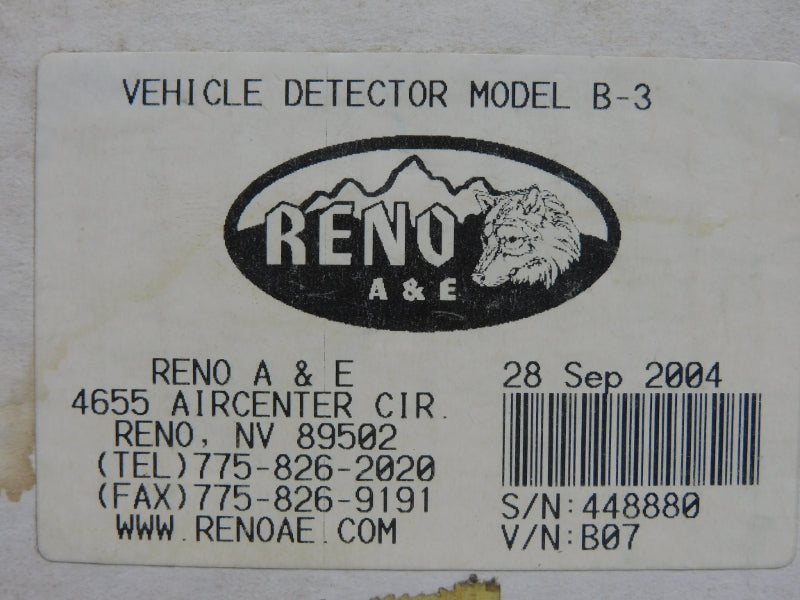 VEHICLE DETECTOR MODEL B-3
RENO
A & E
RENO A & E
4655 AIRCENTER CIR.
RENO, NV 89502
(TEL)775-826-2020
(FAX)775-826-9191
WWW.RENOAE.COM
28 Sep 2004
S/N:448880
V/N:B07